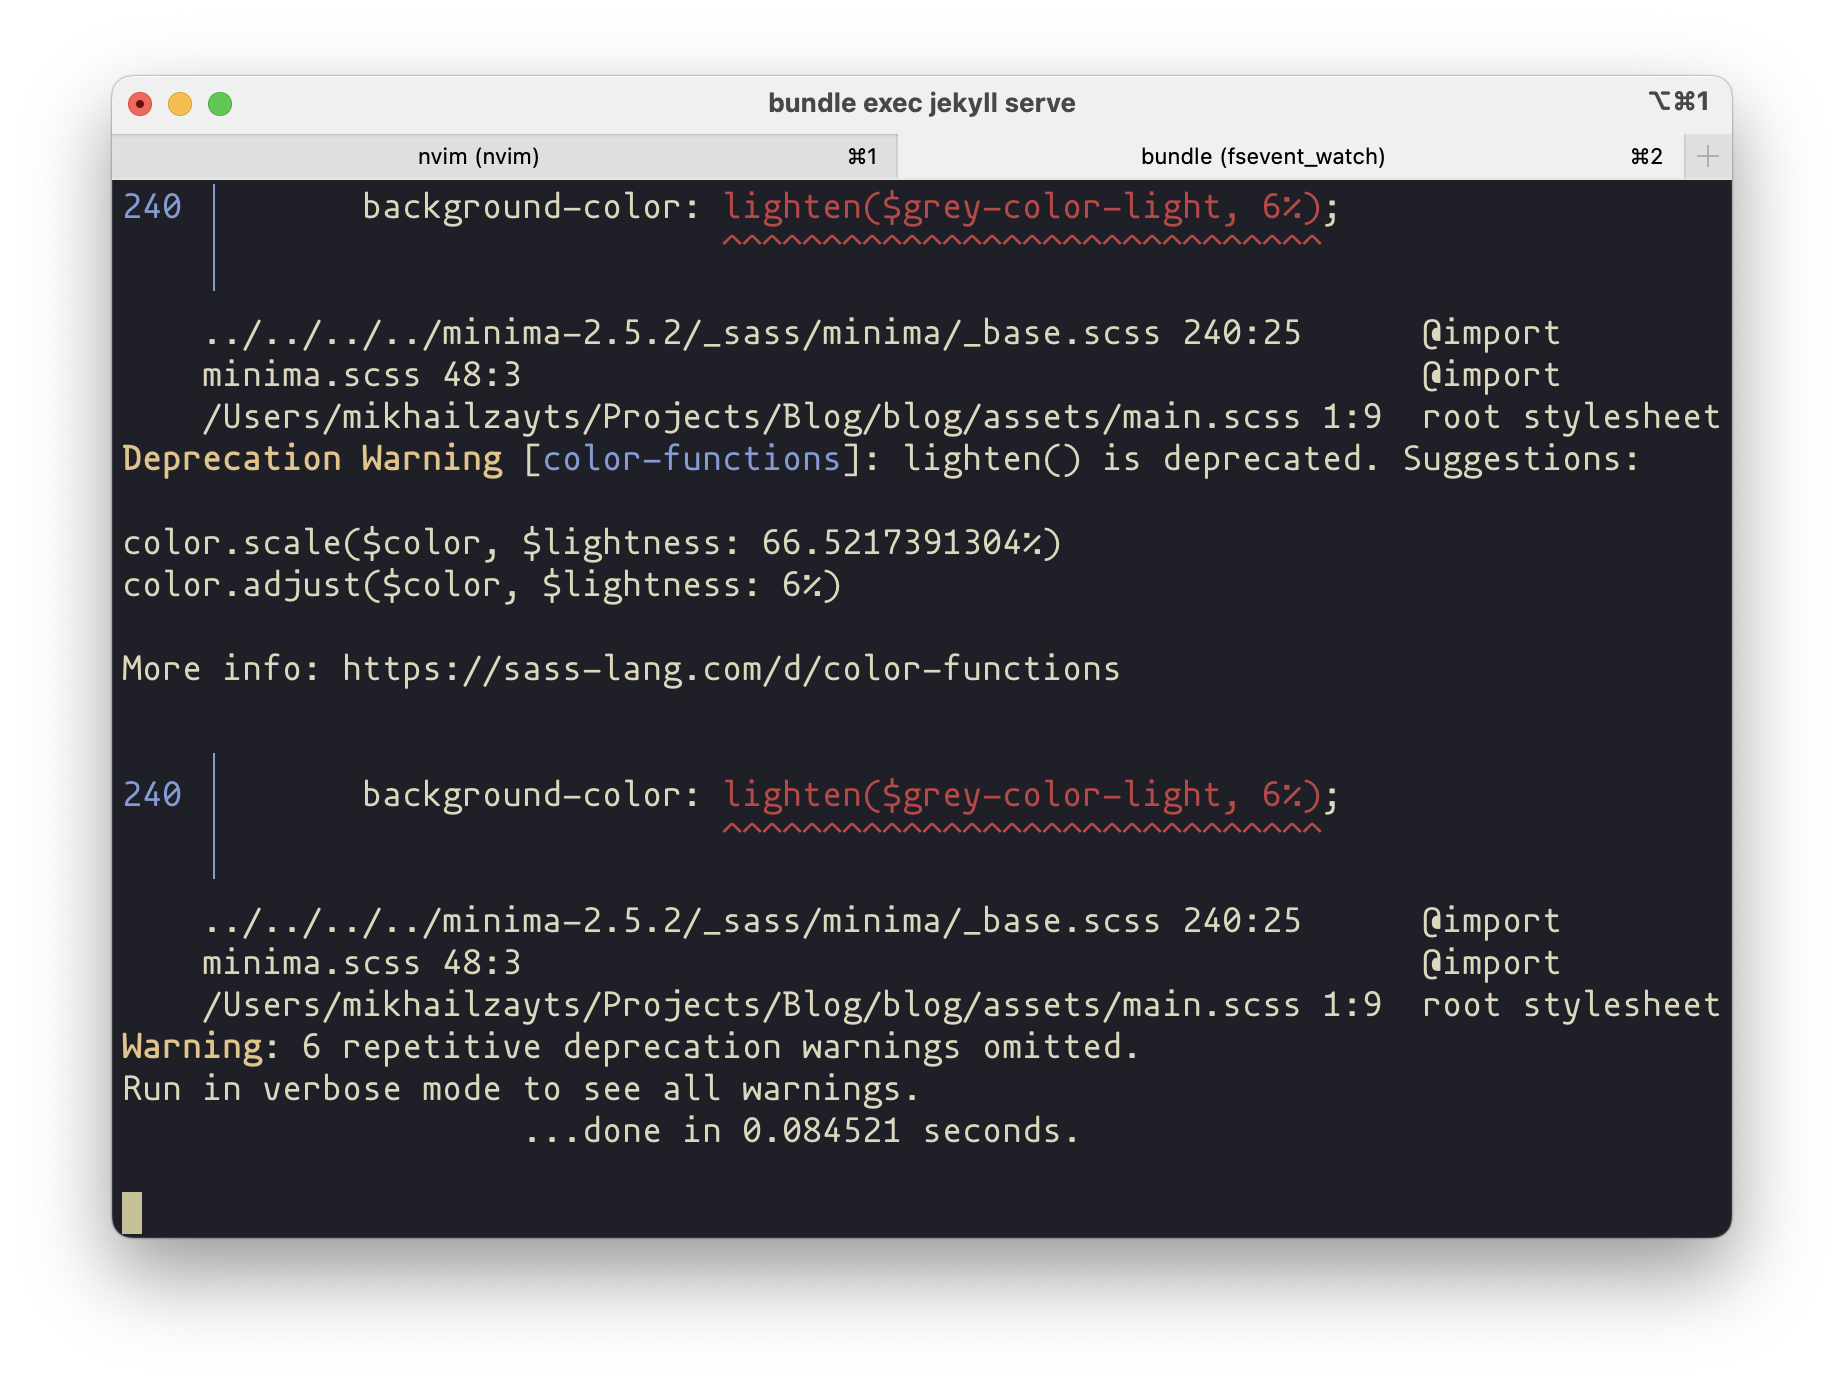 bundle exec jekyll serve ⌥⌘1
nvim (nvim) ⌘1 bundle (fsevent_watch) ⌘2 +
240 │ background-color: lighten($grey-color-light, 6%);
^^^^^^^^^^^^^^^^^^^^^^^^^^^^^^
../../../../minima-2.5.2/_sass/minima/_base.scss 240:25 @import
minima.scss 48:3 @import
/Users/mikhailzayts/Projects/Blog/blog/assets/main.scss 1:9 root stylesheet
Deprecation Warning [color-functions]: lighten() is deprecated. Suggestions:
color.scale($color, $lightness: 66.5217391304%)
color.adjust($color, $lightness: 6%)
More info: https://sass-lang.com/d/color-functions
240 │ background-color: lighten($grey-color-light, 6%);
^^^^^^^^^^^^^^^^^^^^^^^^^^^^^^
../../../../minima-2.5.2/_sass/minima/_base.scss 240:25 @import
minima.scss 48:3 @import
/Users/mikhailzayts/Projects/Blog/blog/assets/main.scss 1:9 root stylesheet
Warning: 6 repetitive deprecation warnings omitted.
Run in verbose mode to see all warnings.
...done in 0.084521 seconds.